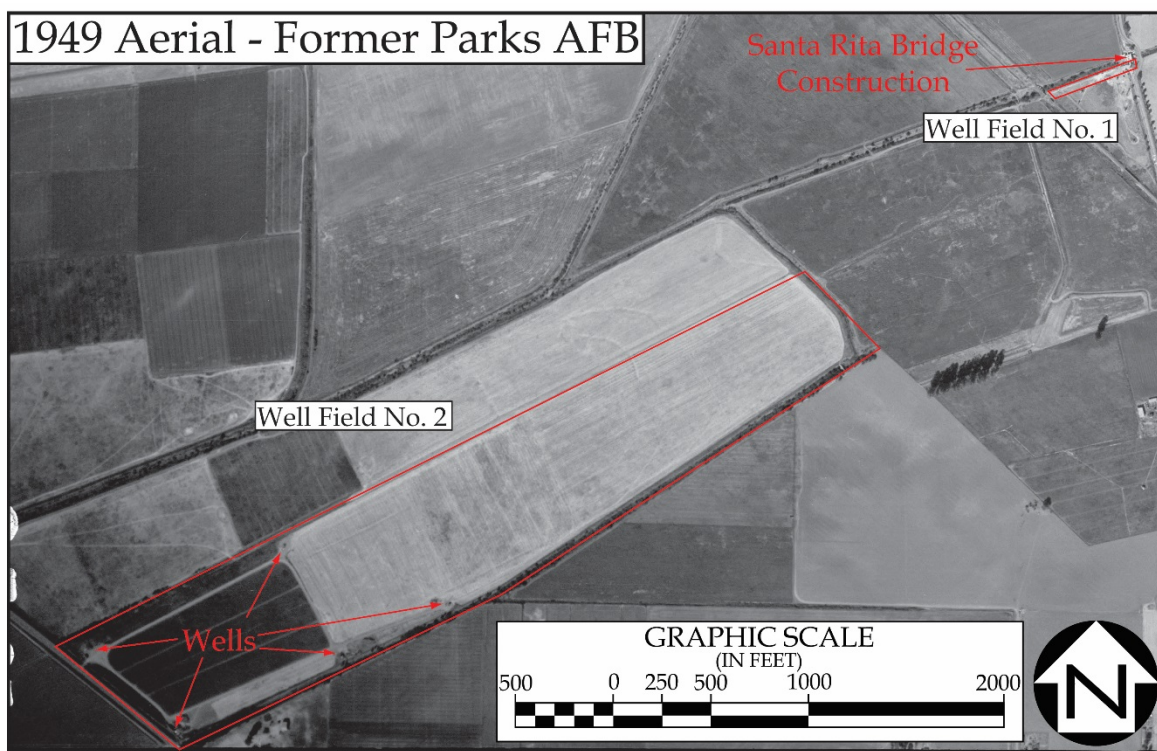 1949 Aerial - Former Parks AFB
Santa Rita Bridge
Construction
Well Field No. 1
Well Field No. 2
Wells
GRAPHIC SCALE
(IN FEET)
500 0 250 500 1000 2000
N